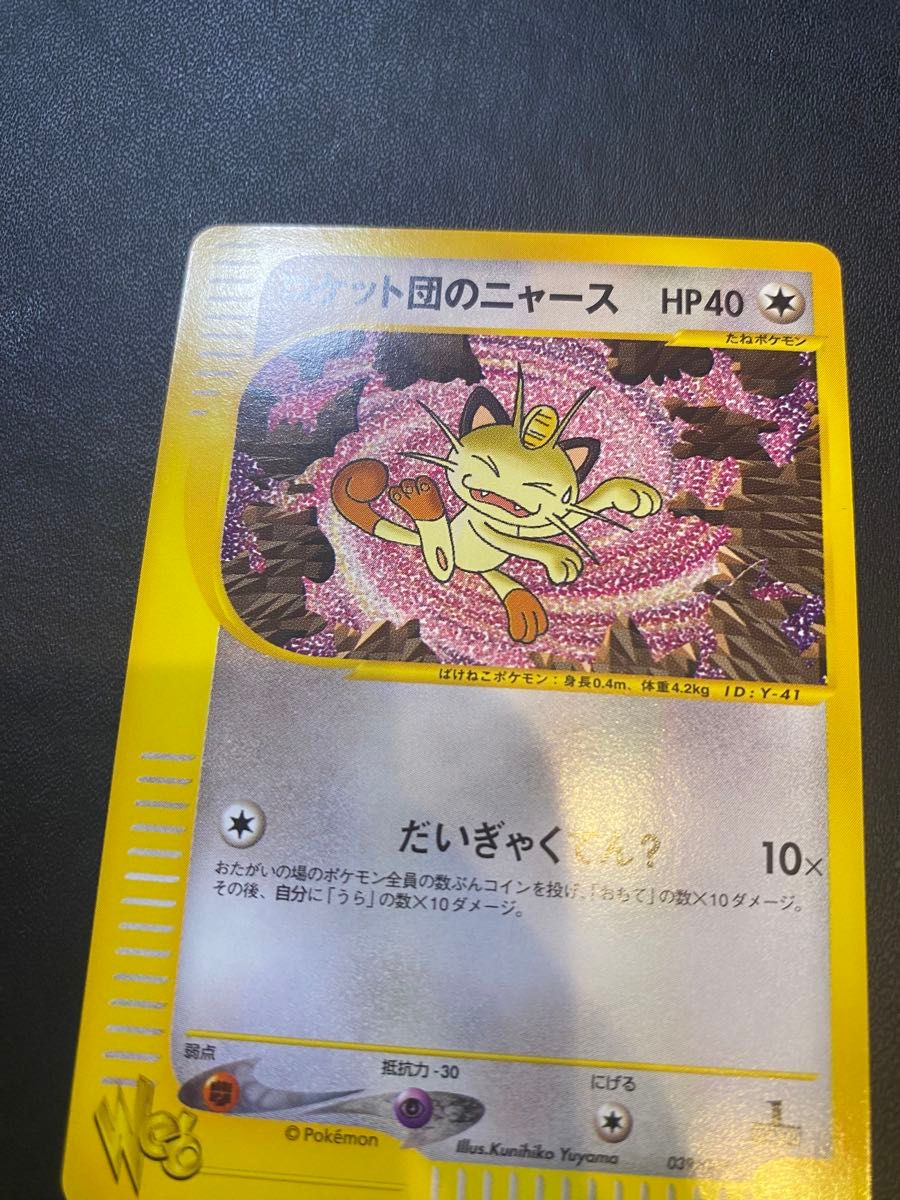 ロケット団のニャース HP40
たねポケモン
ばけねこポケモン：身長0.4m、体重4.2kg ID:Y-41
だいぎゃくてん？ 10×
おたがいの場のポケモン全員の数ぶんコインを投げ、「おもて」の数×10ダメージ。
その後、自分に「うら」の数×10ダメージ。
弱点 抵抗力-30 にげる
Web
©Pokémon Illus.Kunihiko Yuyama 039